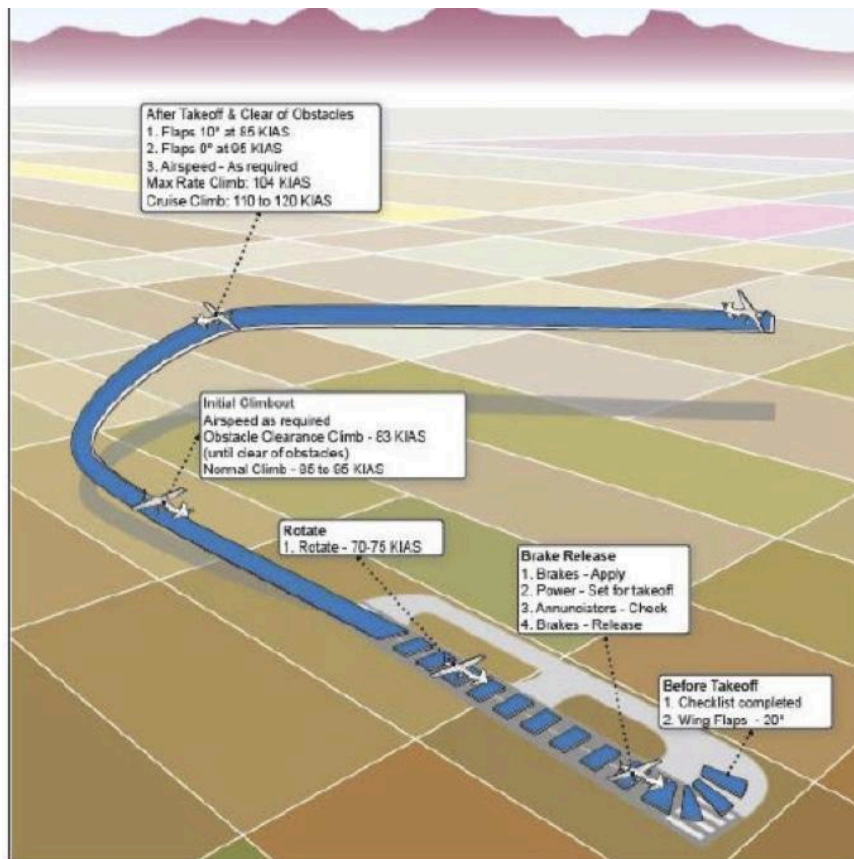 After Takeoff & Clear of Obstacles
1. Flaps 10° at 85 KIAS
2. Flaps 0° at 95 KIAS
3. Airspeed - As required
Max Rate Climb: 104 KIAS
Cruise Climb: 110 to 120 KIAS
Initial Climbout
Airspeed as required
Obstacle Clearance Climb - 83 KIAS
(until clear of obstacles)
Normal Climb - 85 to 95 KIAS
Rotate
1. Rotate - 70-75 KIAS
Brake Release
1. Brakes - Apply
2. Power - Set for takeoff
3. Annunciators - Check
4. Brakes - Release
Before Takeoff
1. Checklist completed
2. Wing Flaps - 20°